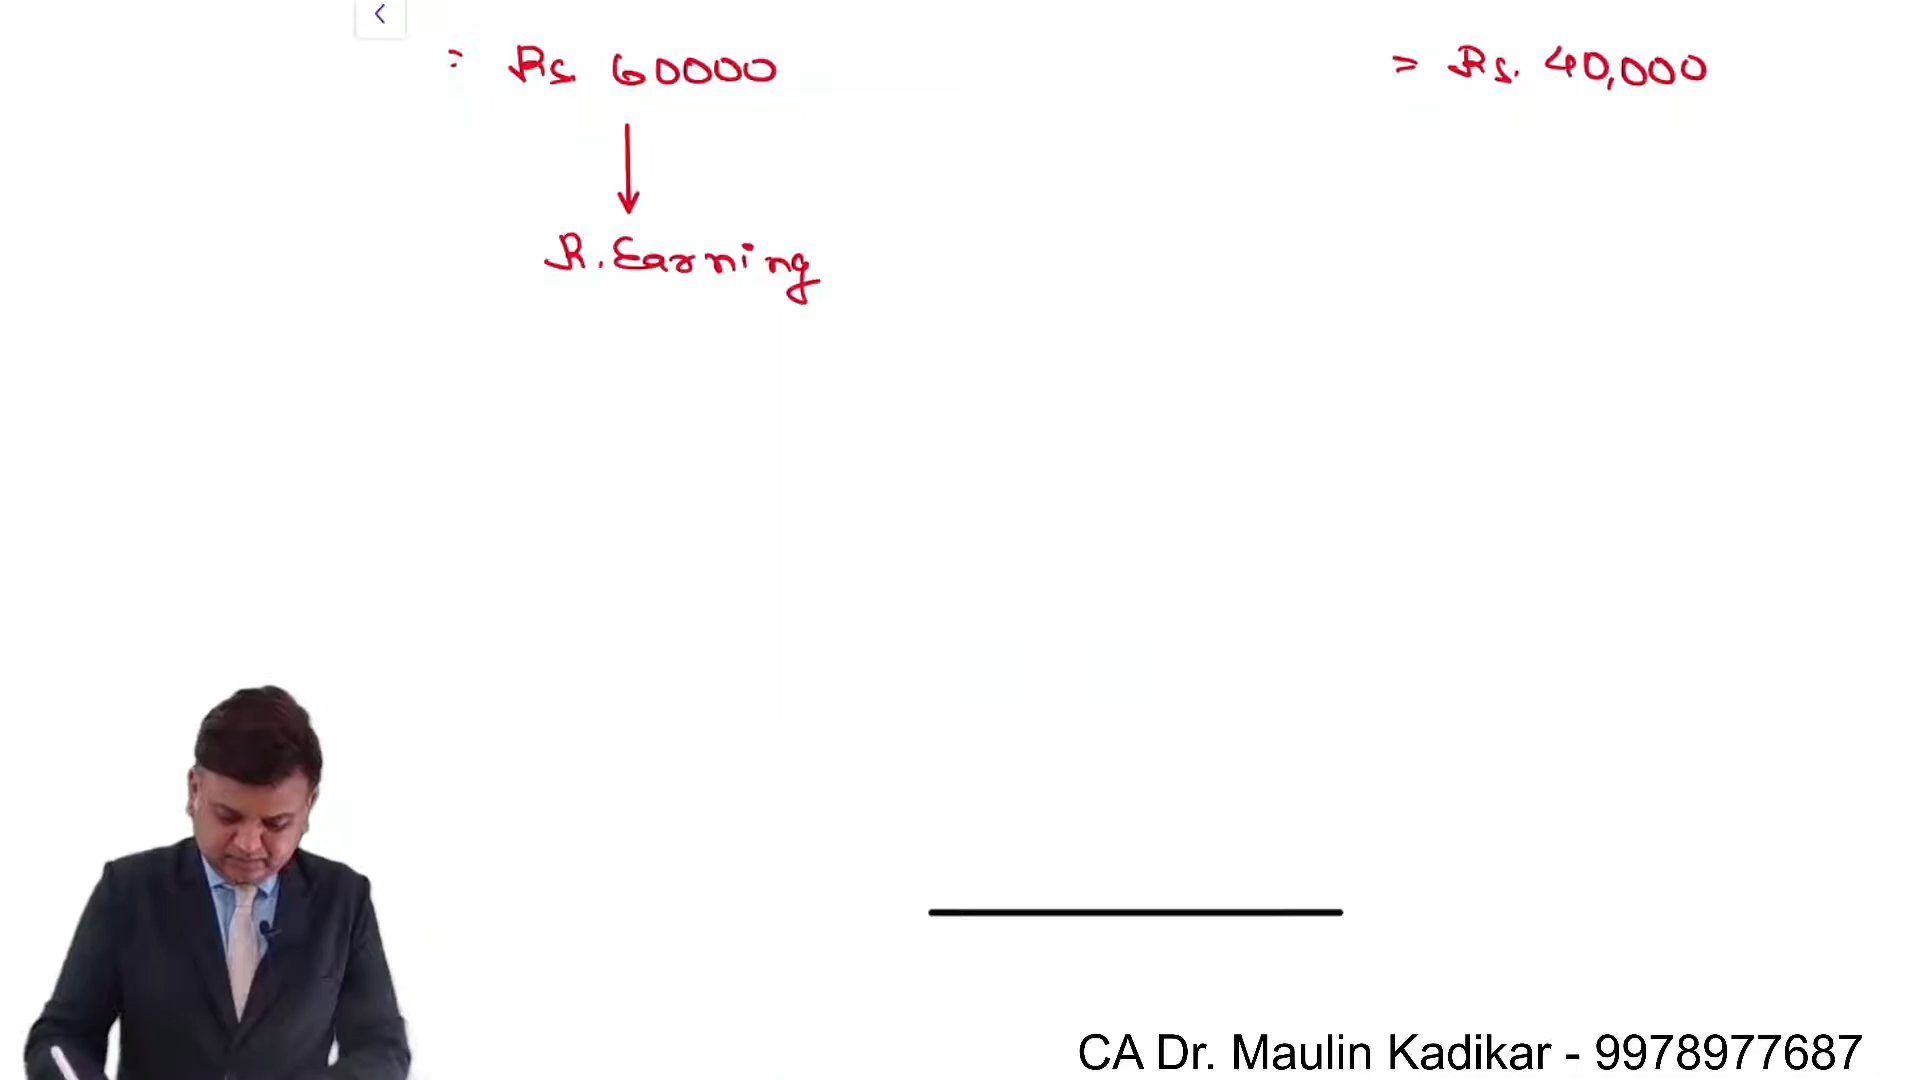 = Rs 60000
= Rs. 40,000
R. Earning
CA Dr. Maulin Kadikar - 9978977687